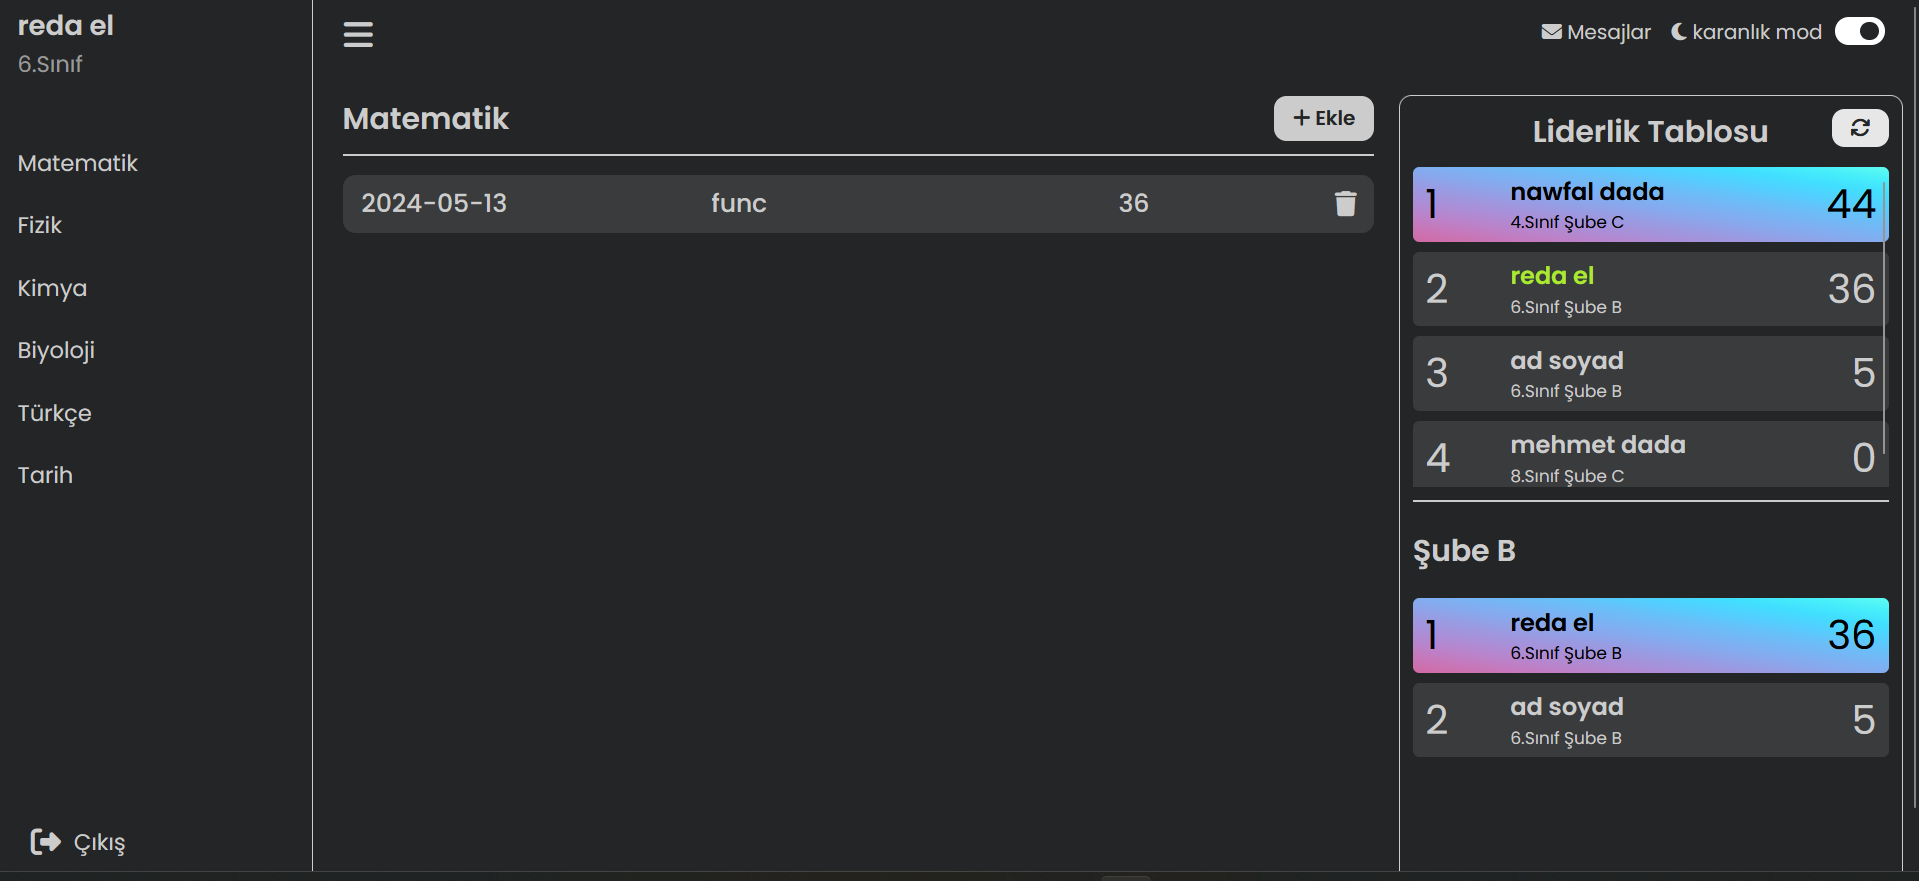 reda el
6.Sınıf
Matematik
Fizik
Kimya
Biyoloji
Türkçe
Tarih
Çıkış
Mesajlar karanlık mod
Matematik
+ Ekle
2024-05-13 func 36
Liderlik Tablosu
1 nawfal dada 44
4.Sınıf Şube C
2 reda el 36
6.Sınıf Şube B
3 ad soyad 5
6.Sınıf Şube B
4 mehmet dada 0
8.Sınıf Şube C
Şube B
1 reda el 36
6.Sınıf Şube B
2 ad soyad 5
6.Sınıf Şube B